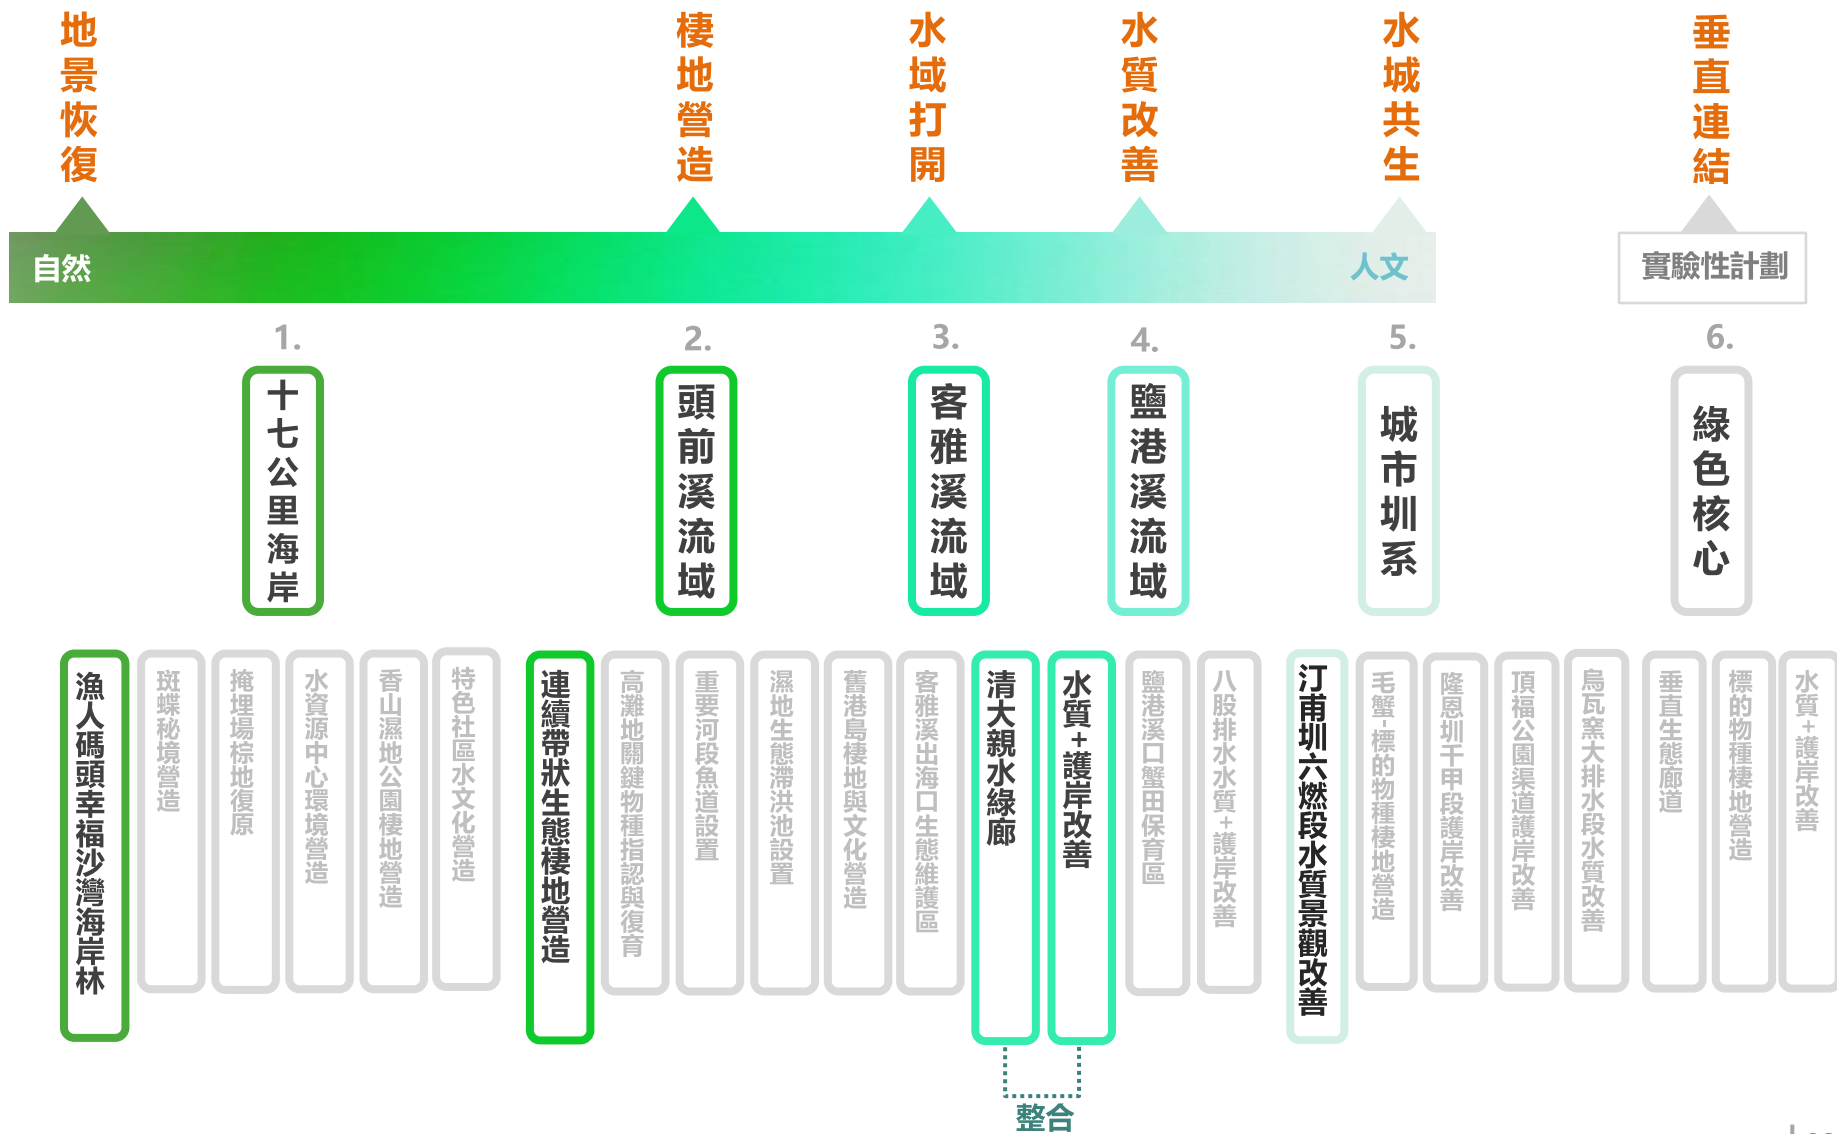 地景恢復
棲地營造
水域打開
水質改善
水城共生
垂直連結
自然
人文
實驗性計劃
1.
2.
3.
4.
5.
6.
十七公里海岸
頭前溪流域
客雅溪流域
鹽港溪流域
城市圳系
綠色核心
漁人碼頭幸福沙灣海岸林
斑蝶秘境營造
掩埋場棕地復原
水資源中心環境營造
香山濕地公園棲地營造
特色社區水文化營造
連續帶狀生態棲地營造
高灘地關鍵物種指認與復育
重要河段魚道設置
濕地生態滯洪池設置
舊港島棲地與文化營造
客雅溪出海口生態維護區
清大親水綠廊
水質+護岸改善
鹽港溪口蟹田保育區
八股排水水質+護岸改善
汀甫圳六燃段水質景觀改善
毛蟹-標的物種棲地營造
隆恩圳千甲段護岸改善
頂福公園渠道護岸改善
烏瓦窯大排水段水質改善
垂直生態廊道
標的物種棲地營造
水質+護岸改善
整合